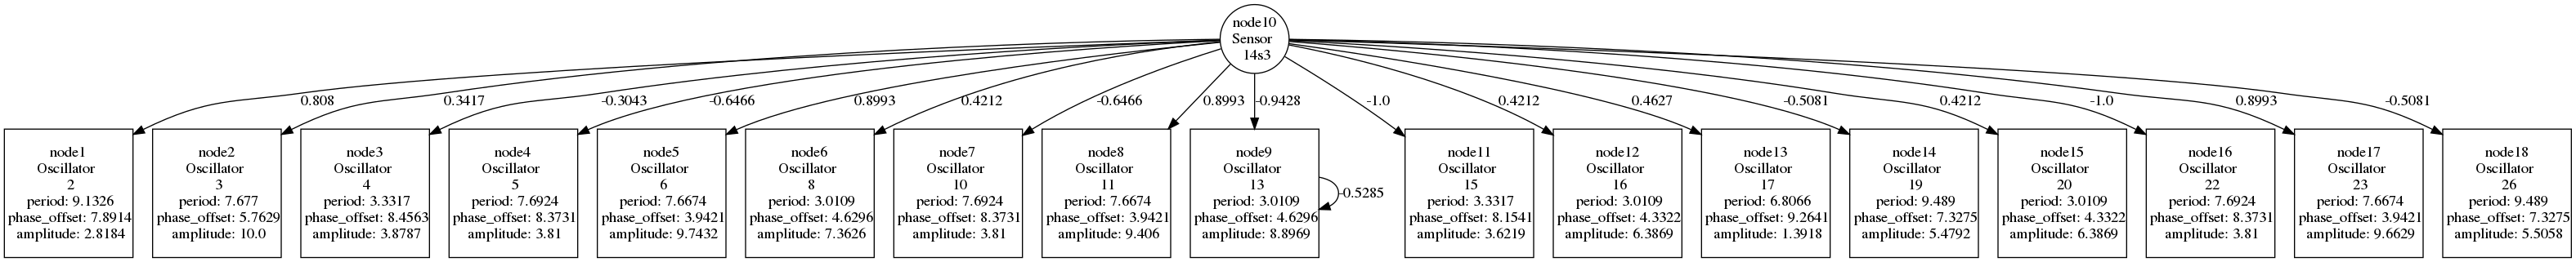 node10
Sensor
14s3
0.808
0.3417
-0.3043
-0.6466
0.8993
0.4212
-0.6466
0.8993
-0.9428
-1.0
0.4212
0.4627
-0.5081
0.4212
-1.0
0.8993
-0.5081
node1
Oscillator
2
period: 9.1326
phase_offset: 7.8914
amplitude: 2.8184
node2
Oscillator
3
period: 7.677
phase_offset: 5.7629
amplitude: 10.0
node3
Oscillator
4
period: 3.3317
phase_offset: 8.4563
amplitude: 3.8787
node4
Oscillator
5
period: 7.6924
phase_offset: 8.3731
amplitude: 3.81
node5
Oscillator
6
period: 7.6674
phase_offset: 3.9421
amplitude: 9.7432
node6
Oscillator
8
period: 3.0109
phase_offset: 4.6296
amplitude: 7.3626
node7
Oscillator
10
period: 7.6924
phase_offset: 8.3731
amplitude: 3.81
node8
Oscillator
11
period: 7.6674
phase_offset: 3.9421
amplitude: 9.406
node9
Oscillator
13
period: 3.0109
phase_offset: 4.6296
amplitude: 8.8969
-0.5285
node11
Oscillator
15
period: 3.3317
phase_offset: 8.1541
amplitude: 3.6219
node12
Oscillator
16
period: 3.0109
phase_offset: 4.3322
amplitude: 6.3869
node13
Oscillator
17
period: 6.8066
phase_offset: 9.2641
amplitude: 1.3918
node14
Oscillator
19
period: 9.489
phase_offset: 7.3275
amplitude: 5.4792
node15
Oscillator
20
period: 3.0109
phase_offset: 4.3322
amplitude: 6.3869
node16
Oscillator
22
period: 7.6924
phase_offset: 8.3731
amplitude: 3.81
node17
Oscillator
23
period: 7.6674
phase_offset: 3.9421
amplitude: 9.6629
node18
Oscillator
26
period: 9.489
phase_offset: 7.3275
amplitude: 5.5058